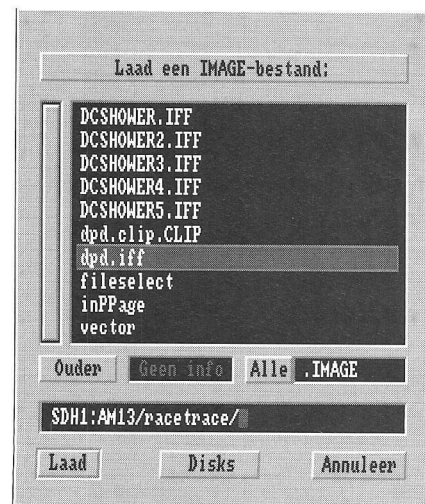 Laad een IMAGE-bestand:
DCSHOWER.IFF
DCSHOWER2.IFF
DCSHOWER3.IFF
DCSHOWER4.IFF
DCSHOWER5.IFF
dpd.clip.CLIP
dpd.iff
fileselect
inPPage
vector
Ouder Geen info Alle .IMAGE
SDH1:AM13/racetrace/
Laad Disks Annuleer